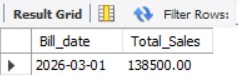 Result Grid Filter Rows:
Bill_date Total_Sales
2026-03-01 138500.00